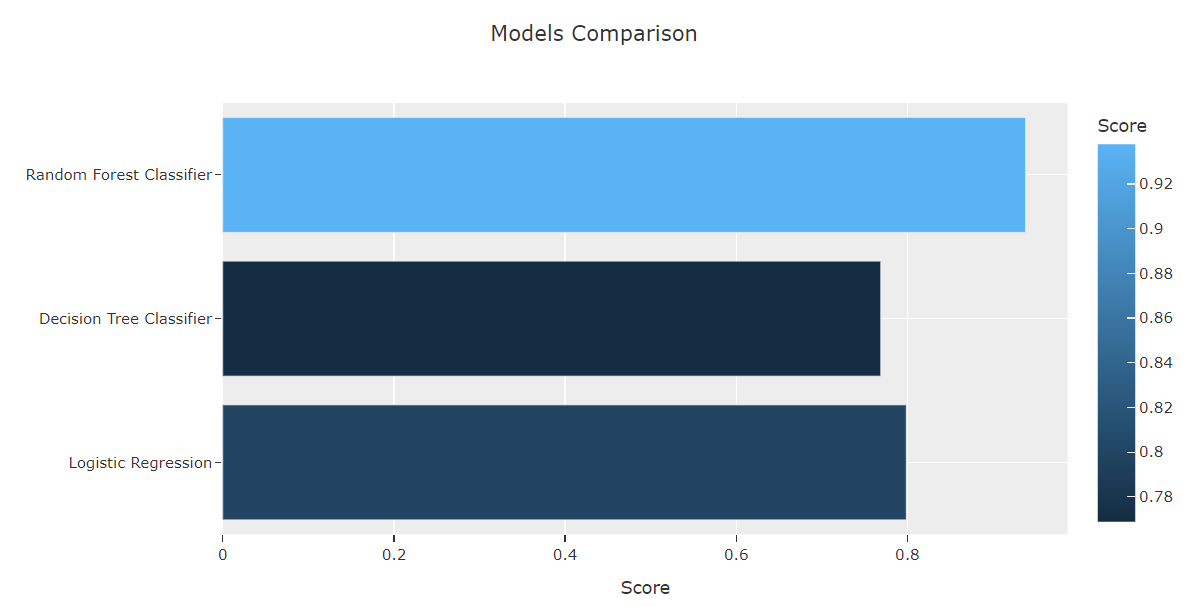 Models Comparison
Random Forest Classifier
Decision Tree Classifier
Logistic Regression
0 0.2 0.4 0.6 0.8
Score
Score
0.92
0.9
0.88
0.86
0.84
0.82
0.8
0.78